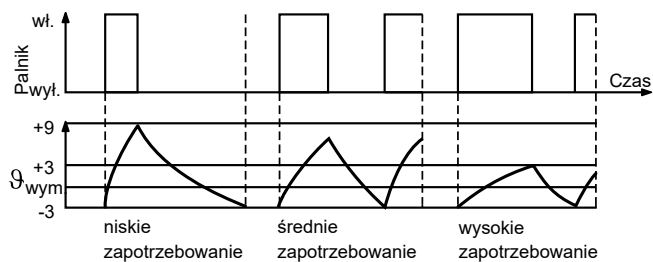 wł.
Palnik
wył.
Czas
+9
+3
ϑwym
-3
niskie
zapotrzebowanie
średnie
zapotrzebowanie
wysokie
zapotrzebowanie